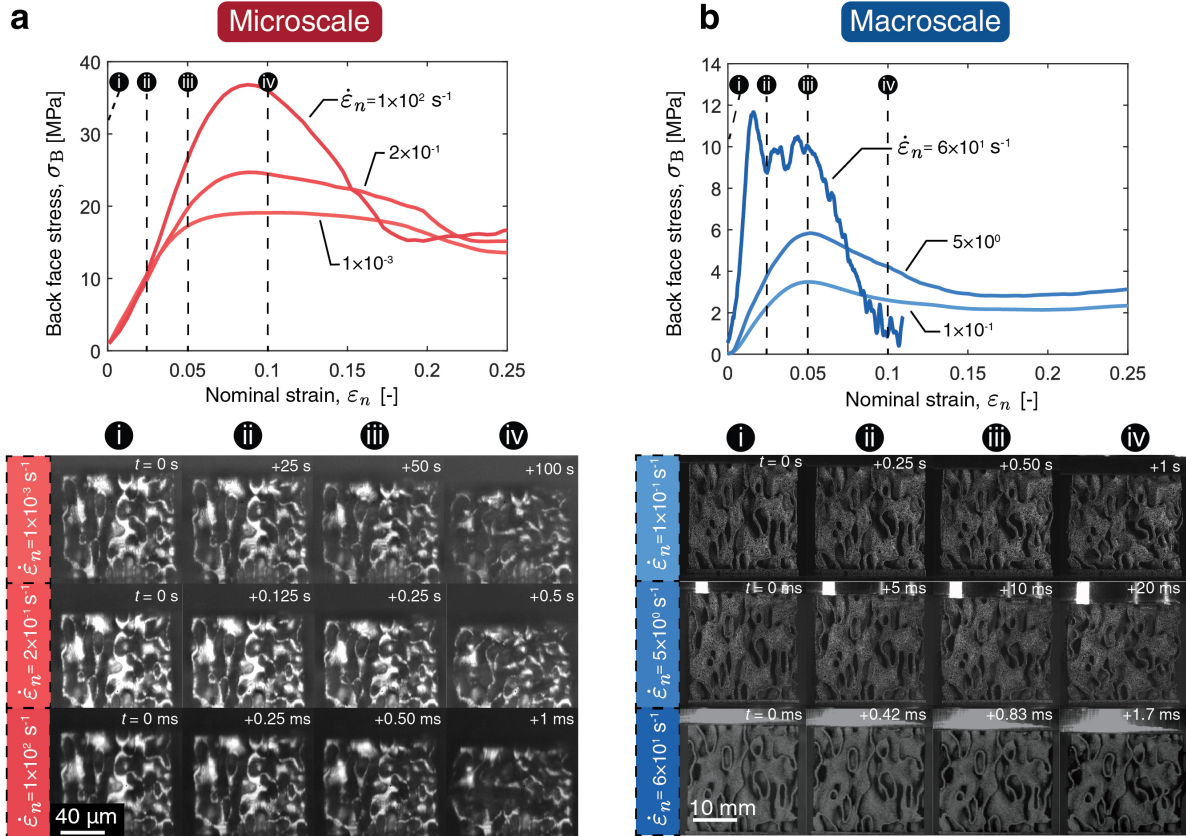 a
Microscale
40
30
20
10
0
Back face stress, σB [MPa]
i ii iii iv
ε̇n= 1×10² s⁻¹
2×10⁻¹
1×10⁻³
0 0.05 0.1 0.15 0.2 0.25
Nominal strain, εn [-]
i ii iii iv
ε̇n= 1×10⁻³ s⁻¹
t = 0 s +25 s +50 s +100 s
ε̇n= 2×10⁻¹ s⁻¹
t = 0 s +0.125 s +0.25 s +0.5 s
ε̇n= 1×10² s⁻¹
t = 0 ms +0.25 ms +0.50 ms +1 ms
40 µm
b
Macroscale
14
12
10
8
6
4
2
0
Back face stress, σB [MPa]
i ii iii iv
ε̇n= 6×10¹ s⁻¹
5×10⁰
1×10⁻¹
0 0.05 0.1 0.15 0.2 0.25
Nominal strain, εn [-]
i ii iii iv
ε̇n= 1×10⁻¹ s⁻¹
t = 0 s +0.25 s +0.50 s +1 s
ε̇n= 5×10⁰ s⁻¹
t = 0 ms +5 ms +10 ms +20 ms
ε̇n= 6×10¹ s⁻¹
t = 0 ms +0.42 ms +0.83 ms +1.7 ms
10 mm